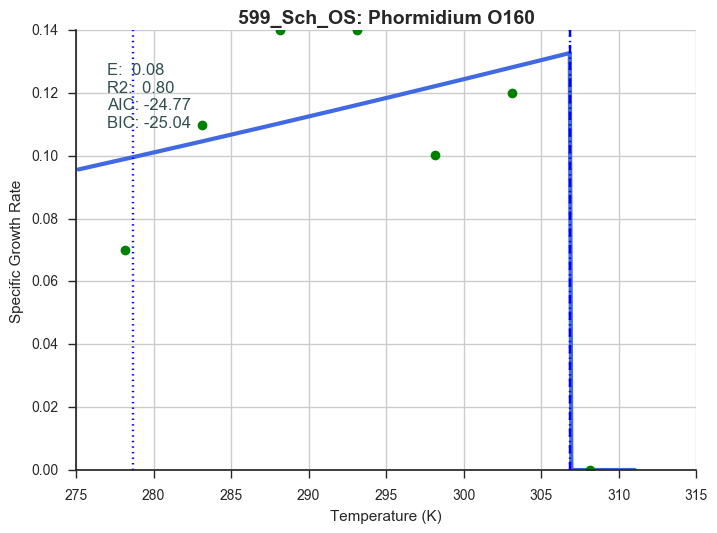 599_Sch_OS: Phormidium O160
E:  0.08
R2:  0.80
AIC: -24.77
BIC: -25.04
Specific Growth Rate
0.14
0.12
0.10
0.08
0.06
0.04
0.02
0.00
275 280 285 290 295 300 305 310 315
Temperature (K)